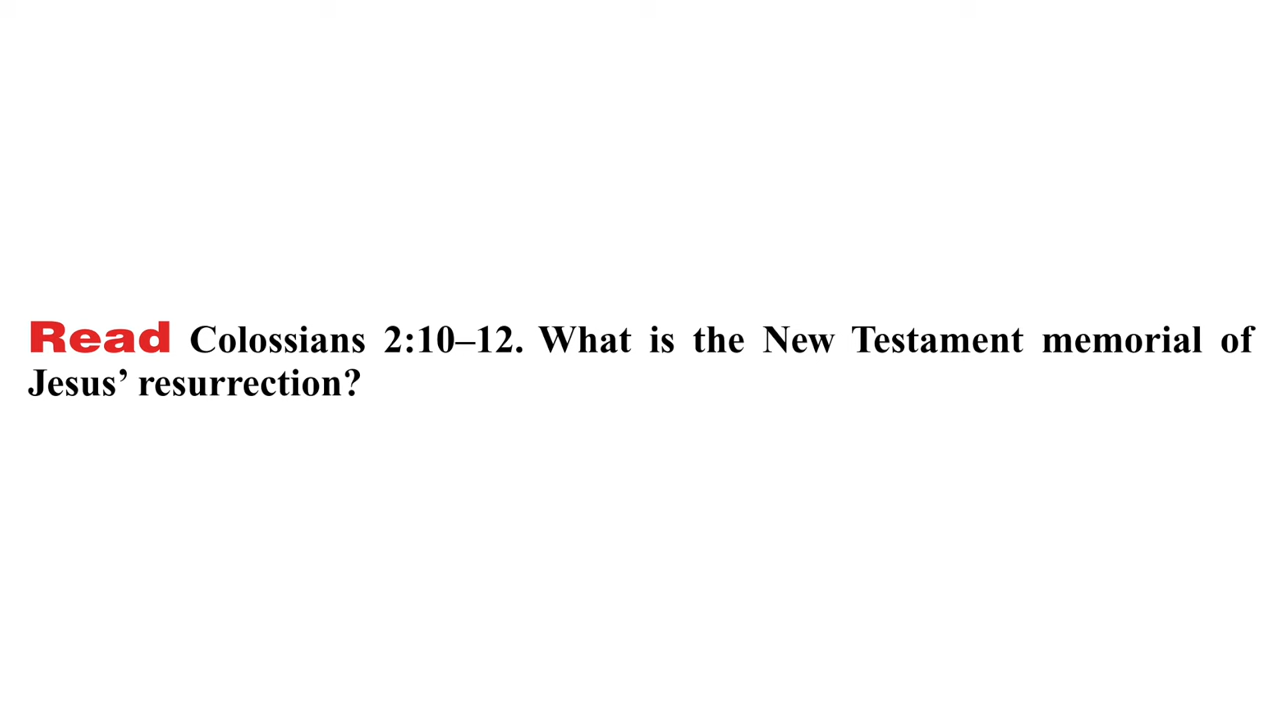 Read Colossians 2:10–12. What is the New Testament memorial of
Jesus’ resurrection?